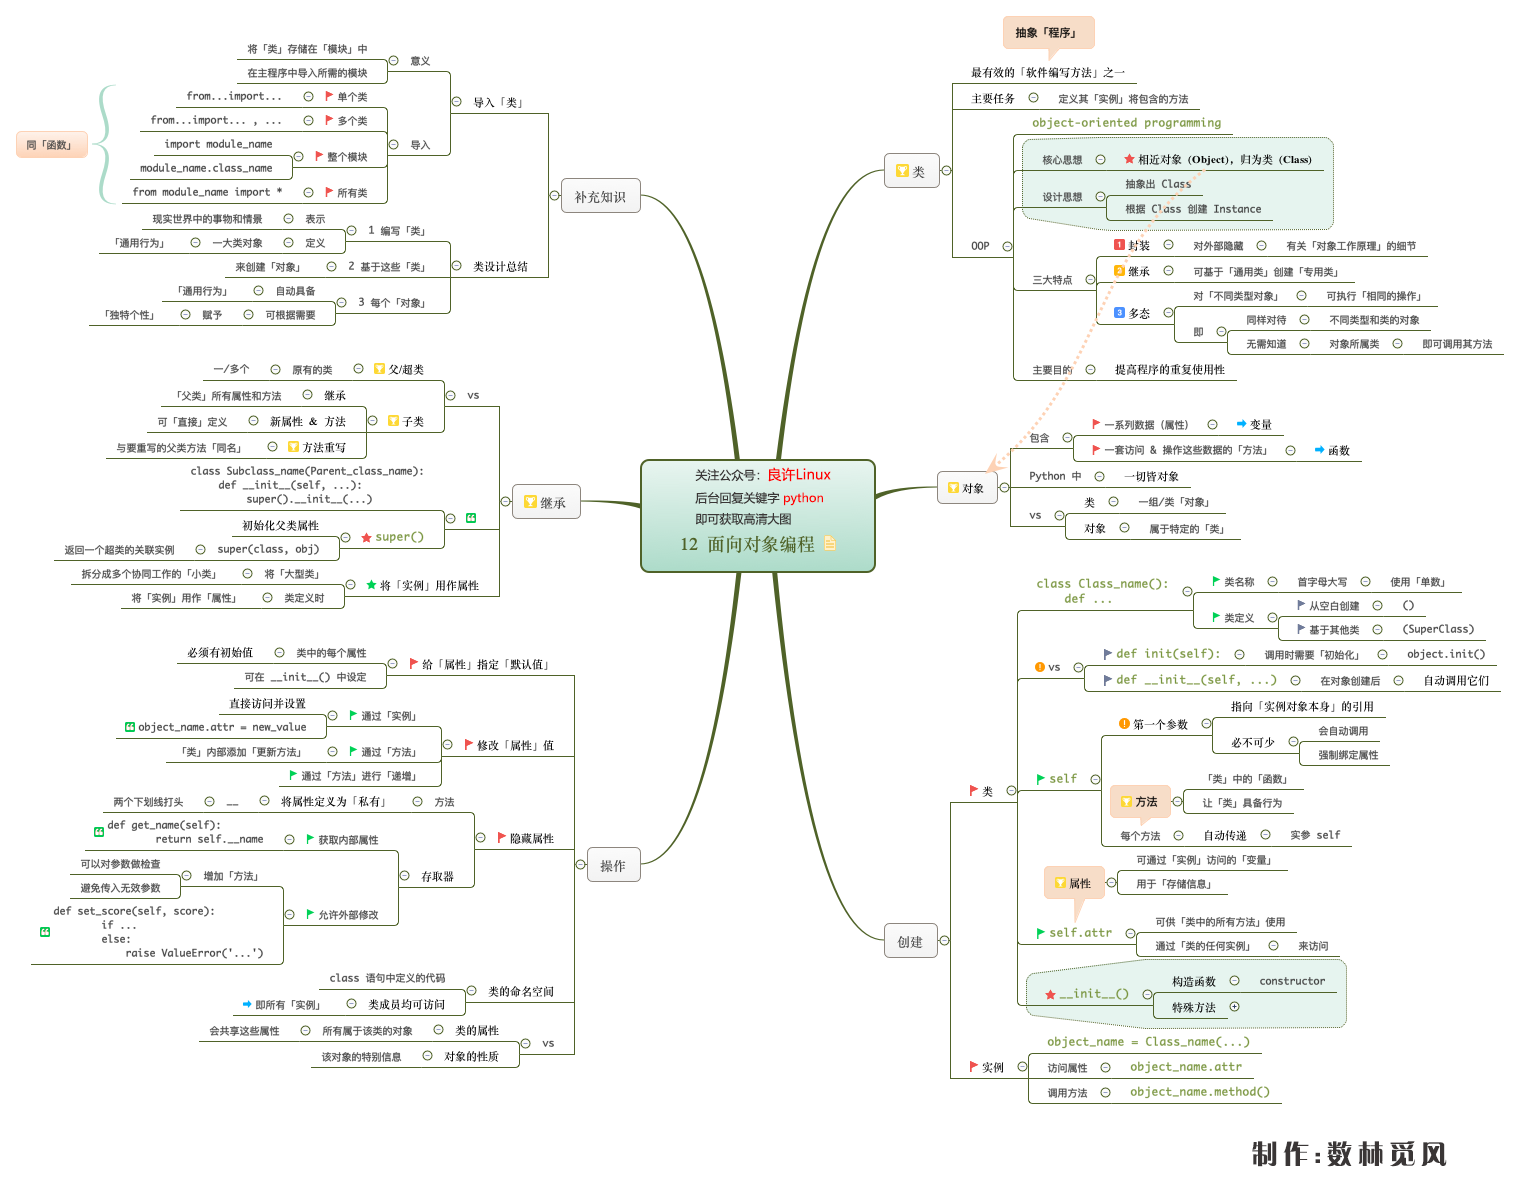 关注公众号：良许Linux
后台回复关键字 python
即可获取高清大图
12 面向对象编程
类
抽象「程序」
最有效的「软件编写方法」之一
主要任务
定义其「实例」将包含的方法
OOP
object-oriented programming
核心思想
相近对象 (Object)，归为类 (Class)
设计思想
抽象出 Class
根据 Class 创建 Instance
三大特点
1 封装
对外部隐藏
有关「对象工作原理」的细节
2 继承
可基于「通用类」创建「专用类」
3 多态
对「不同类型对象」
可执行「相同的操作」
即
同样对待
不同类型和类的对象
无需知道
对象所属类
即可调用其方法
主要目的
提高程序的重复使用性
对象
包含
一系列数据（属性）
变量
一套访问 & 操作这些数据的「方法」
函数
Python 中
一切皆对象
vs
类
一组/类「对象」
对象
属于特定的「类」
创建
类
class Class_name():
def ...
类名称
首字母大写
使用「单数」
类定义
从空白创建
()
基于其他类
(SuperClass)
vs
def init(self):
调用时需要「初始化」
object.init()
def __init__(self, ...)
在对象创建后
自动调用它们
self
第一个参数
指向「实例对象本身」的引用
必不可少
会自动调用
强制绑定属性
方法
「类」中的「函数」
让「类」具备行为
每个方法
自动传递
实参 self
属性
可通过「实例」访问的「变量」
用于「存储信息」
self.attr
可供「类中的所有方法」使用
通过「类的任何实例」
来访问
__init__()
构造函数
constructor
特殊方法
实例
object_name = Class_name(...)
访问属性
object_name.attr
调用方法
object_name.method()
补充知识
导入「类」
意义
将「类」存储在「模块」中
在主程序中导入所需的模块
导入
同「函数」
单个类
from...import...
多个类
from...import... , ...
整个模块
import module_name
module_name.class_name
所有类
from module_name import *
类设计总结
1 编写「类」
表示
现实世界中的事物和情景
定义
一大类对象
「通用行为」
2 基于这些「类」
来创建「对象」
3 每个「对象」
自动具备
「通用行为」
可根据需要
赋予
「独特个性」
继承
vs
父/超类
原有的类
一/多个
子类
继承
「父类」所有属性和方法
新属性 & 方法
可「直接」定义
方法重写
与要重写的父类方法「同名」
class Subclass_name(Parent_class_name):
def __init__(self, ...):
super().__init__(...)
super()
初始化父类属性
super(class, obj)
返回一个超类的关联实例
将「实例」用作属性
将「大型类」
拆分成多个协同工作的「小类」
类定义时
将「实例」用作「属性」
操作
给「属性」指定「默认值」
类中的每个属性
必须有初始值
可在 __init__() 中设定
修改「属性」值
通过「实例」
直接访问并设置
object_name.attr = new_value
通过「方法」
「类」内部添加「更新方法」
通过「方法」进行「递增」
隐藏属性
方法
将属性定义为「私有」
__
两个下划线打头
存取器
获取内部属性
def get_name(self):
return self.__name
允许外部修改
增加「方法」
可以对参数做检查
避免传入无效参数
def set_score(self, score):
if ...
else:
raise ValueError('...')
类的命名空间
class 语句中定义的代码
类成员均可访问
即所有「实例」
vs
类的属性
所有属于该类的对象
会共享这些属性
对象的性质
该对象的特别信息
制作:数林觅风